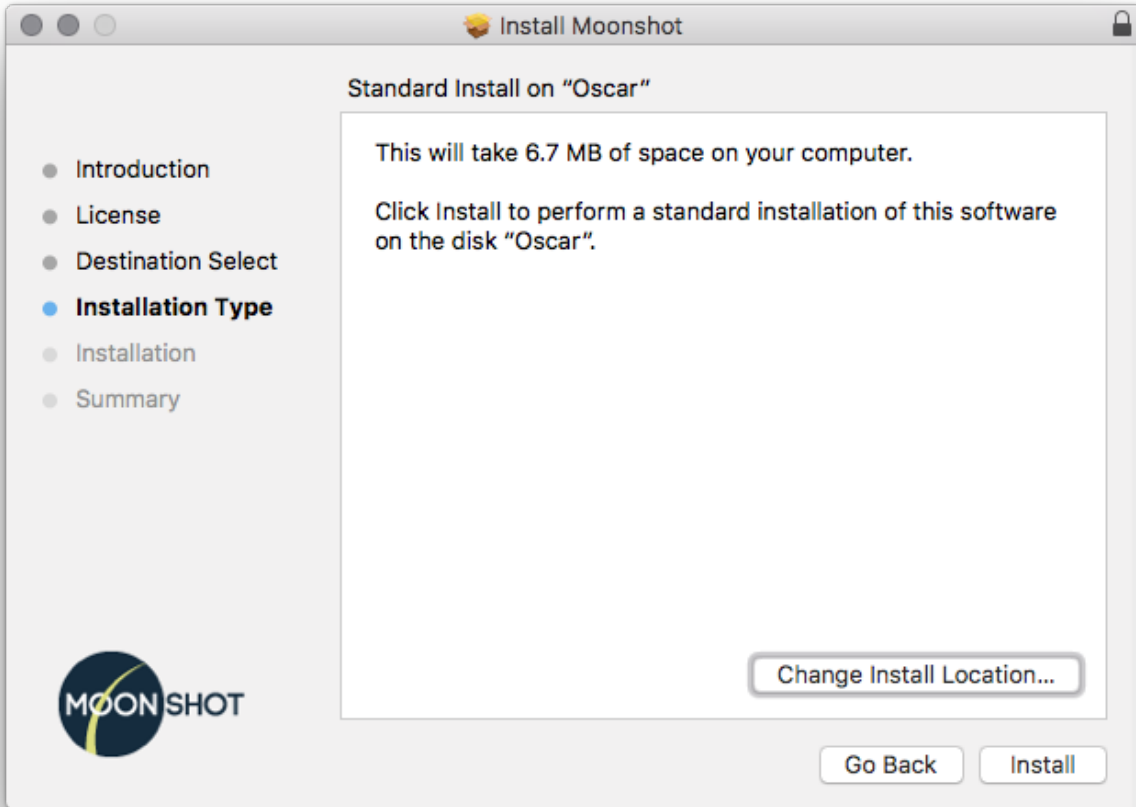 Install Moonshot
Standard Install on “Oscar“
Introduction
License
Destination Select
Installation Type
Installation
Summary
This will take 6.7 MB of space on your computer.
Click Install to perform a standard installation of this software
on the disk “Oscar“.
Change Install Location...
MOONSHOT
Go Back
Install